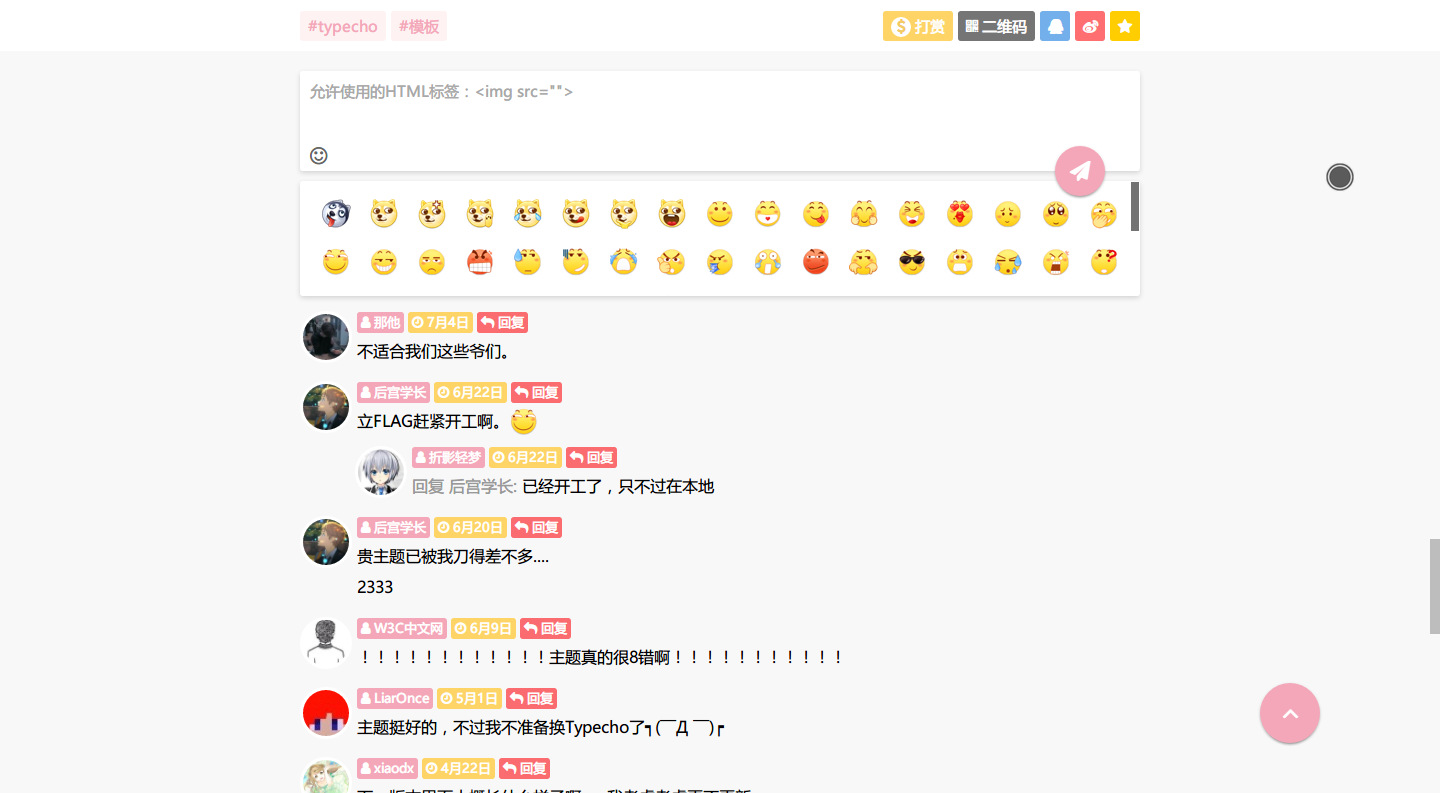 #typecho #模板 打赏 二维码
允许使用的HTML标签：<img src="">
那他 7月4日 回复
不适合我们这些爷们。
后宫学长 6月22日 回复
立FLAG赶紧开工啊。
折影轻梦 6月22日 回复
回复 后宫学长: 已经开工了，只不过在本地
后宫学长 6月20日 回复
贵主题已被我刀得差不多....
2333
W3C中文网 6月9日 回复
！！！！！！！！！！！！主题真的很8错啊！！！！！！！！！！！
LiarOnce 5月1日 回复
主题挺好的，不过我不准备换Typecho了┓(￣Д ￣)┏
xiaodx 4月22日 回复